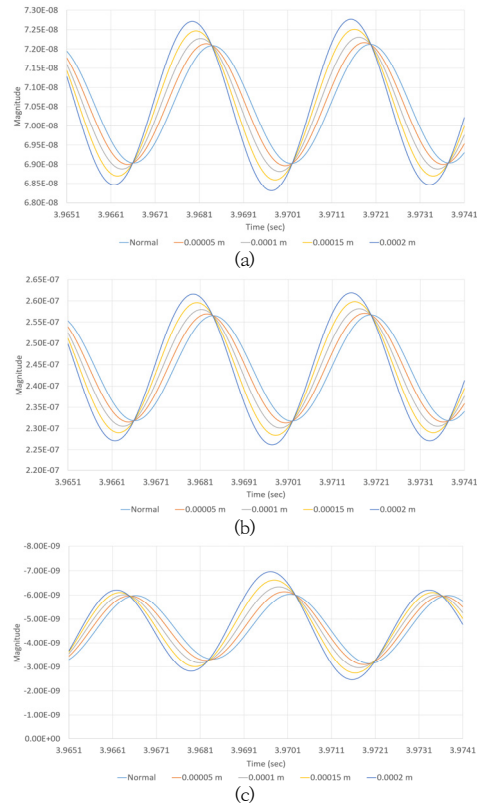 7.30E-08
7.25E-08
7.20E-08
7.15E-08
7.10E-08
7.05E-08
7.00E-08
6.95E-08
6.90E-08
6.85E-08
6.80E-08
Magnitude
3.9651 3.9661 3.9671 3.9681 3.9691 3.9701 3.9711 3.9721 3.9731 3.9741
Time (sec)
Normal 0.00005 m 0.0001 m 0.00015 m 0.0002 m
(a)
2.65E-07
2.60E-07
2.55E-07
2.50E-07
2.45E-07
2.40E-07
2.35E-07
2.30E-07
2.25E-07
2.20E-07
Magnitude
3.9651 3.9661 3.9671 3.9681 3.9691 3.9701 3.9711 3.9721 3.9731 3.9741
Time (sec)
Normal 0.00005 m 0.0001 m 0.00015 m 0.0002 m
(b)
-8.00E-09
-7.00E-09
-6.00E-09
-5.00E-09
-4.00E-09
-3.00E-09
-2.00E-09
-1.00E-09
0.00E+00
Magnitude
3.9651 3.9661 3.9671 3.9681 3.9691 3.9701 3.9711 3.9721 3.9731 3.9741
Time (sec)
Normal 0.00005 m 0.0001 m 0.00015 m 0.0002 m
(c)